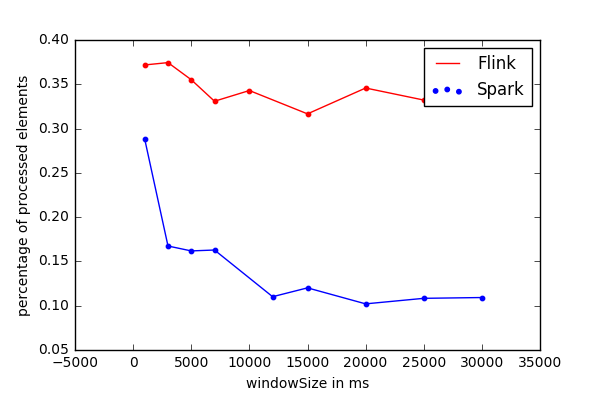 0.40
0.35
0.30
0.25
0.20
0.15
0.10
0.05
percentage of processed elements
Flink
Spark
−5000 0 5000 10000 15000 20000 25000 30000 35000
windowSize in ms